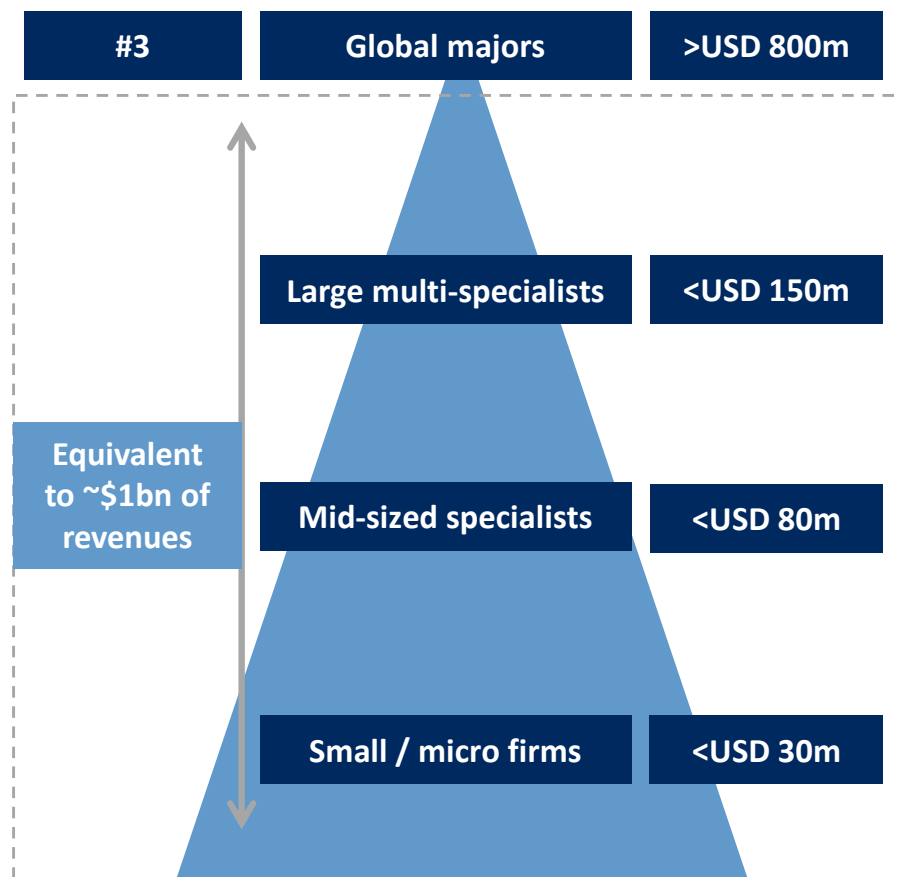 #3
Global majors
>USD 800m
Large multi-specialists
<USD 150m
Equivalent
to ~$1bn of
revenues
Mid-sized specialists
<USD 80m
Small / micro firms
<USD 30m